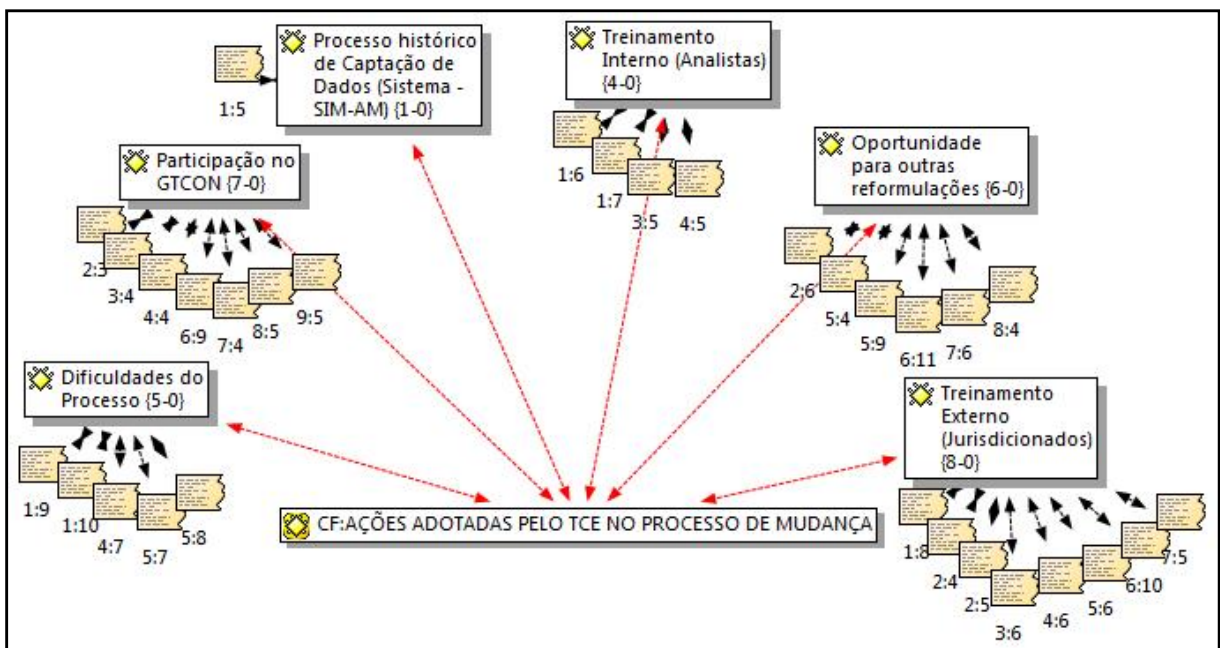 Processo histórico
de Captação de
Dados (Sistema -
SIM-AM) {1-0}
1:5
Treinamento
Interno (Analistas)
{4-0}
1:6
1:7
3:5
4:5
Participação no
GTCON {7-0}
2:3
3:4
4:4
6:9
7:4
8:5
9:5
Oportunidade
para outras
reformulações {6-0}
2:6
5:4
5:9
6:11
7:6
8:4
Dificuldades do
Processo {5-0}
1:9
1:10
4:7
5:7
5:8
Treinamento
Externo
(Jurisdicionados)
{8-0}
1:8
2:4
2:5
3:6
4:6
5:6
6:10
7:5
CF:AÇÕES ADOTADAS PELO TCE NO PROCESSO DE MUDANÇA